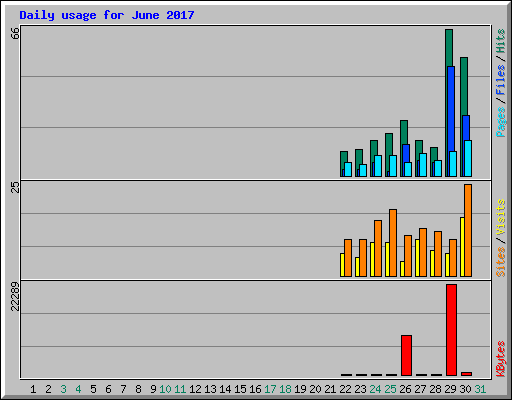 Daily usage for June 2017
66
Pages/Files/Hits
25
Sites/Visits
22289
KBytes
1 2 3 4 5 6 7 8 9 10 11 12 13 14 15 16 17 18 19 20 21 22 23 24 25 26 27 28 29 30 31